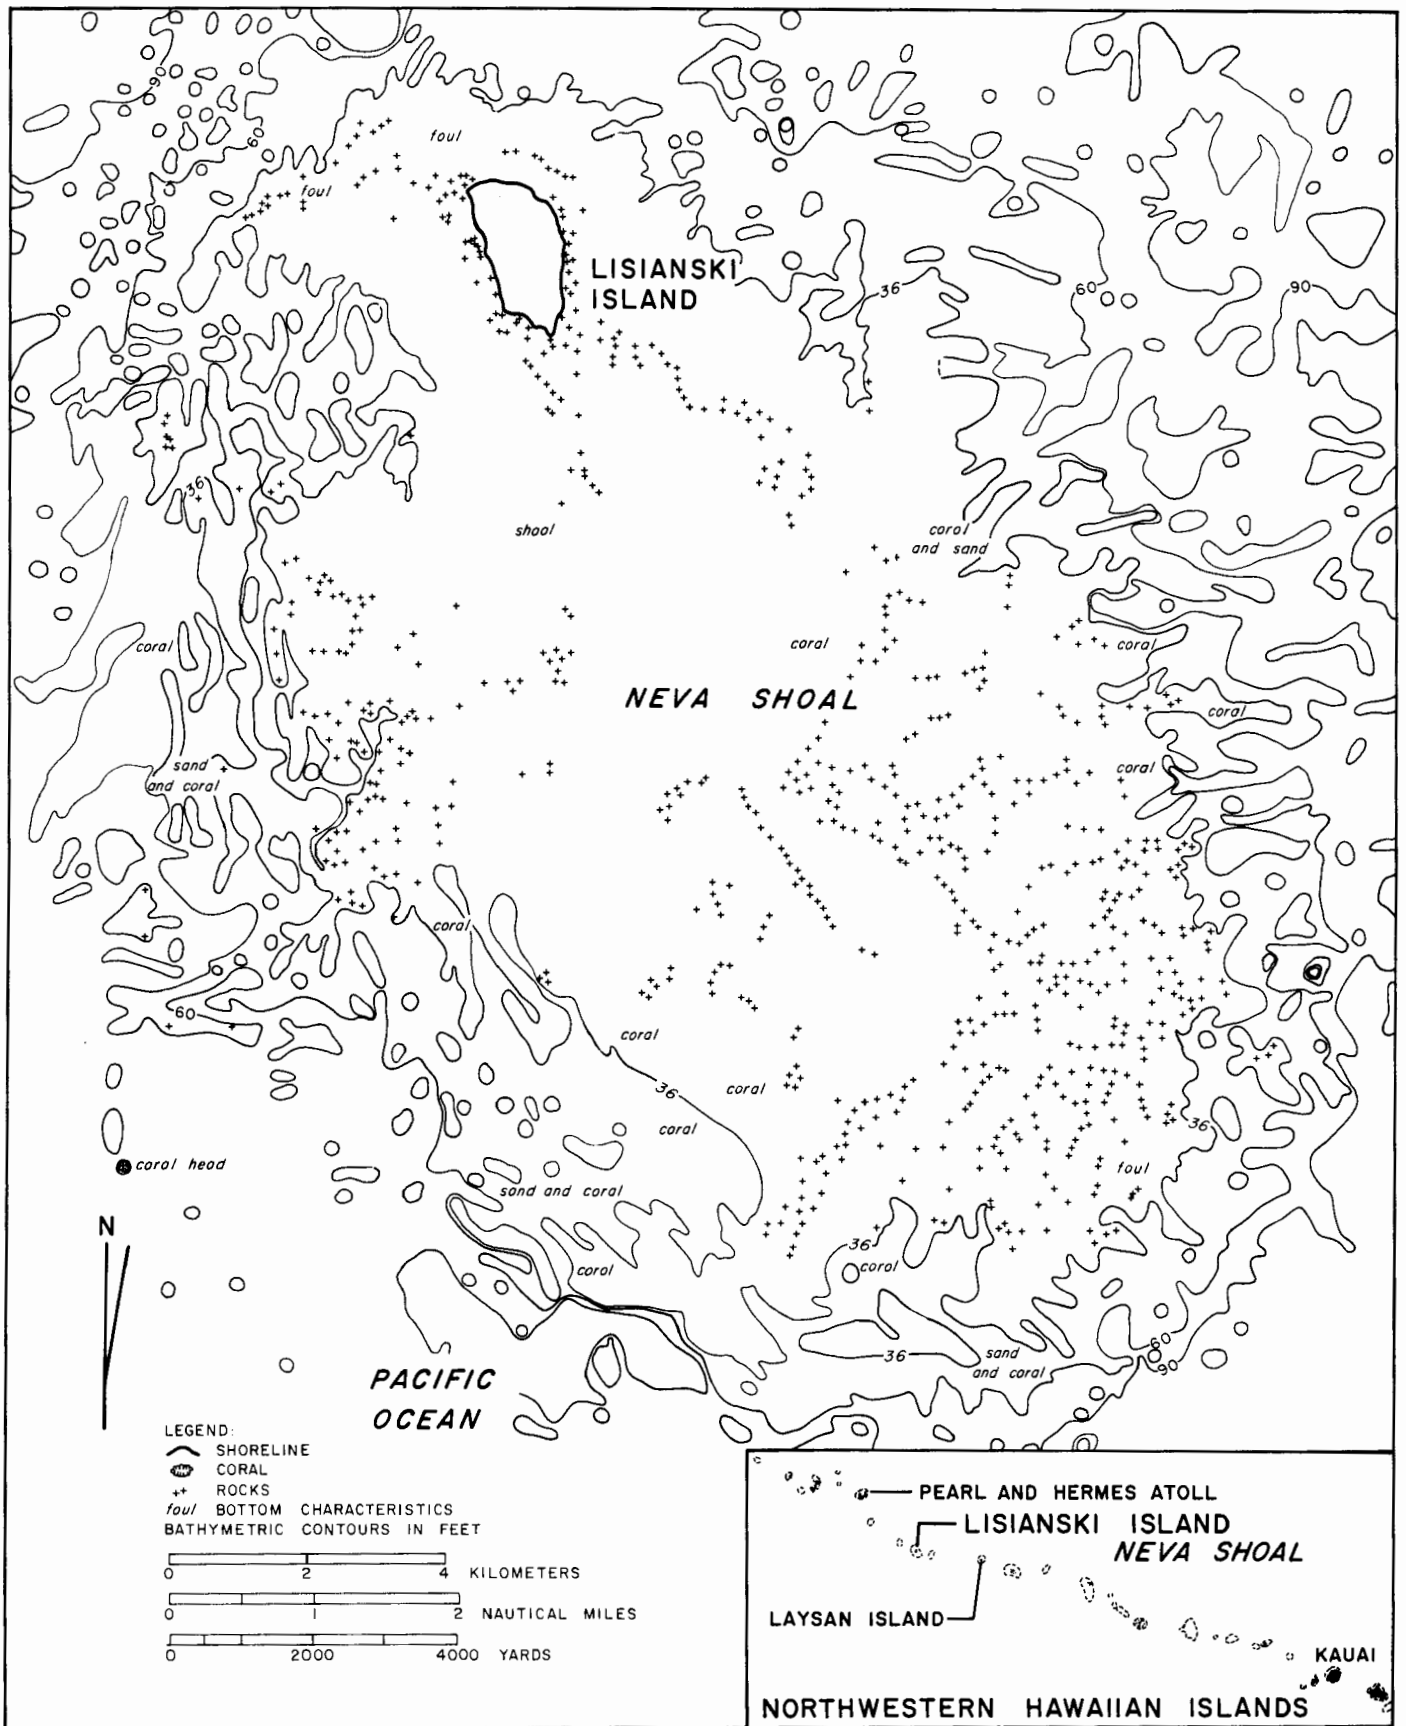 90
60
foul
foul
LISIANSKI
ISLAND
36
60
90
36
shoal
coral
and sand
coral
coral
coral
NEVA SHOAL
coral
sand
and coral
coral
coral
60
coral
36
coral
coral
36
coral head
foul
sand and coral
N
36
coral
coral
36
sand
and coral
60
90
PACIFIC
OCEAN
LEGEND:
SHORELINE
CORAL
ROCKS
foul BOTTOM CHARACTERISTICS
BATHYMETRIC CONTOURS IN FEET
0 2 4 KILOMETERS
0 1 2 NAUTICAL MILES
0 2000 4000 YARDS
PEARL AND HERMES ATOLL
LISIANSKI ISLAND
NEVA SHOAL
LAYSAN ISLAND
KAUAI
NORTHWESTERN HAWAIIAN ISLANDS